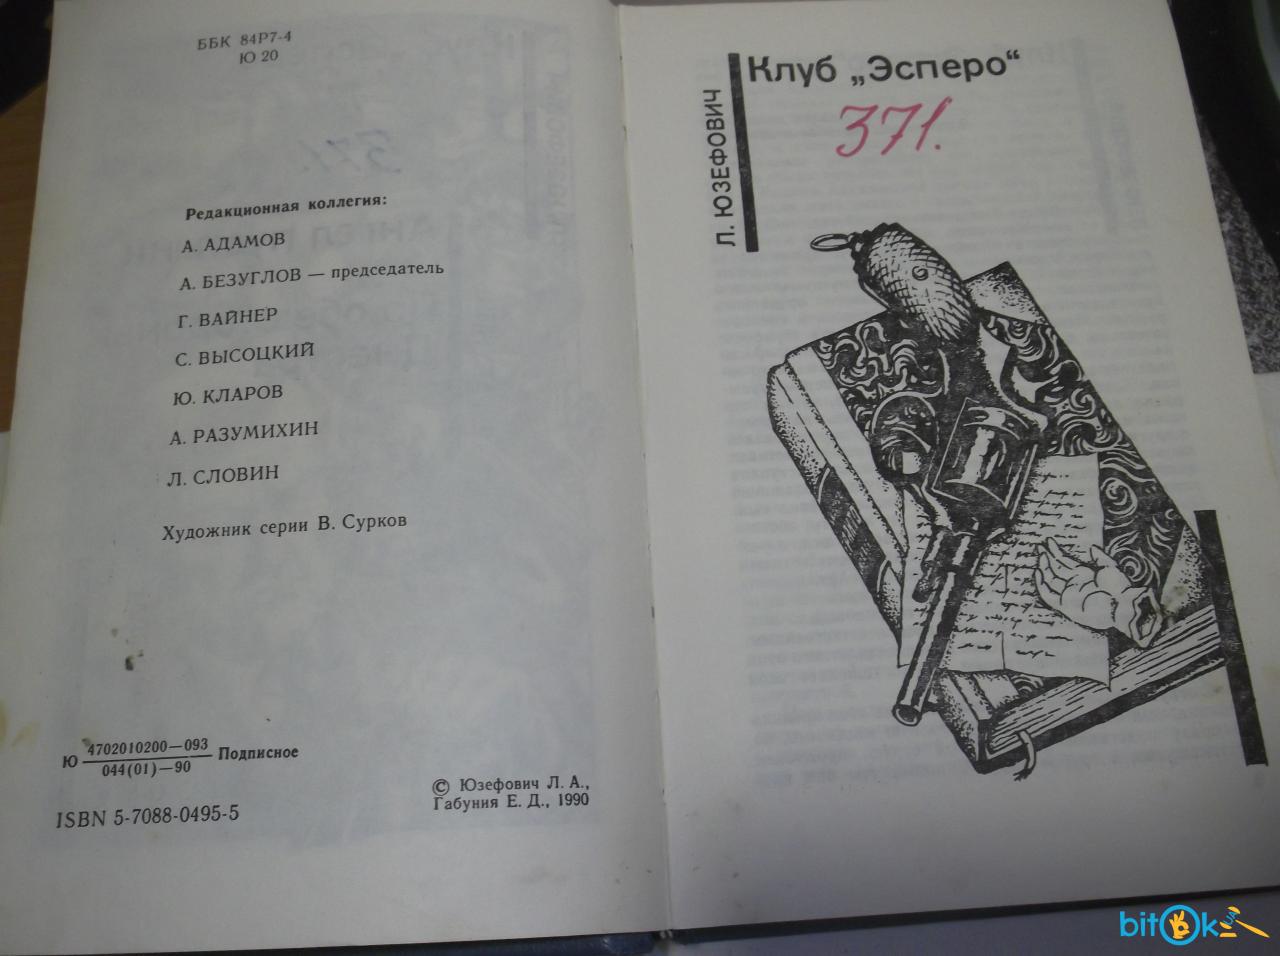 ББК 84Р7-4
Ю 20
Редакционная коллегия:
А. АДАМОВ
А. БЕЗУГЛОВ — председатель
Г. ВАЙНЕР
С. ВЫСОЦКИЙ
Ю. КЛАРОВ
А. РАЗУМИХИН
Л. СЛОВИН
Художник серии В. Сурков
Ю 4702010200—093 Подписное
044(01)—90
ISBN 5-7088-0495-5
© Юзефович Л. А.,
Габуния Е. Д., 1990
Л. ЮЗЕФОВИЧ
Клуб „Эсперо“
371.
bitOk.UA